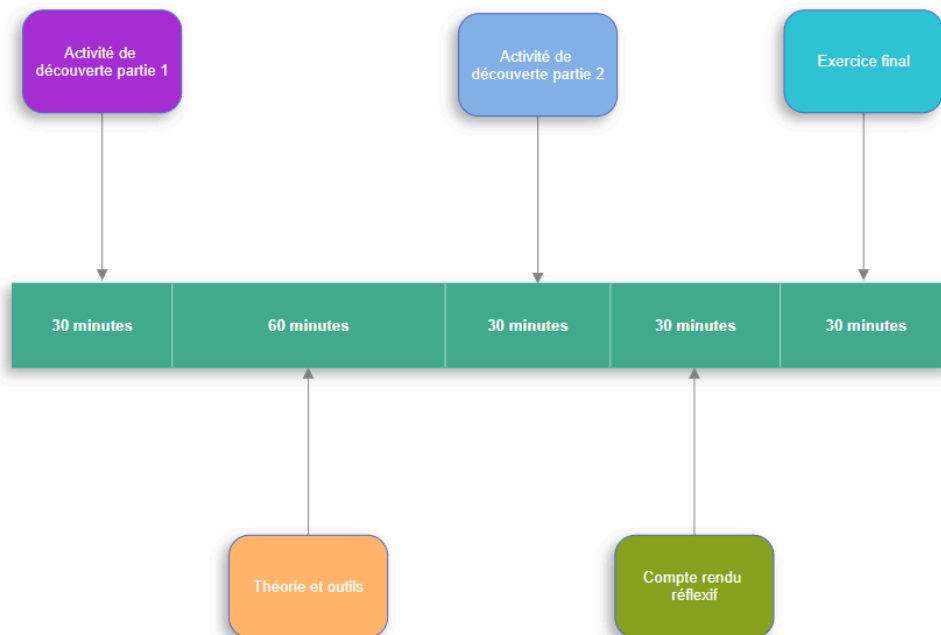 Activité de
découverte partie 1
Activité de
découverte partie 2
Exercice final
30 minutes
60 minutes
30 minutes
30 minutes
30 minutes
Théorie et outils
Compte rendu
réflexif